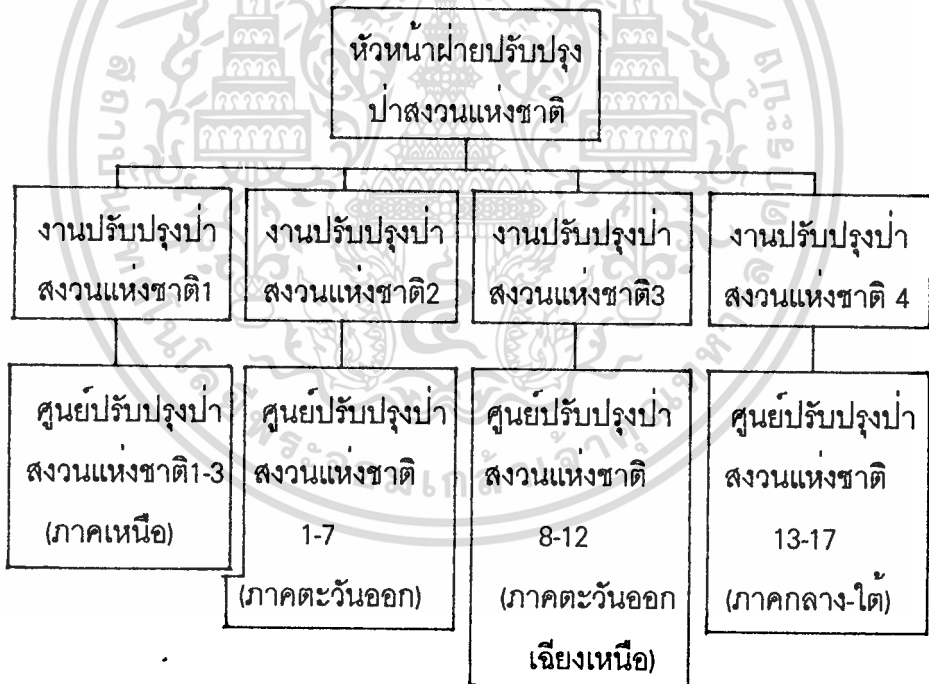 หัวหน้าฝ่ายปรับปรุง
ป่าสงวนแห่งชาติ
งานปรับปรุงป่า
สงวนแห่งชาติ1
งานปรับปรุงป่า
สงวนแห่งชาติ2
งานปรับปรุงป่า
สงวนแห่งชาติ3
งานปรับปรุงป่า
สงวนแห่งชาติ 4
ศูนย์ปรับปรุงป่า
สงวนแห่งชาติ1-3
(ภาคเหนือ)
ศูนย์ปรับปรุงป่า
สงวนแห่งชาติ
1-7
(ภาคตะวันออก)
ศูนย์ปรับปรุงป่า
สงวนแห่งชาติ
8-12
(ภาคตะวันออก
เฉียงเหนือ)
ศูนย์ปรับปรุงป่า
สงวนแห่งชาติ
13-17
(ภาคกลาง-ใต้)